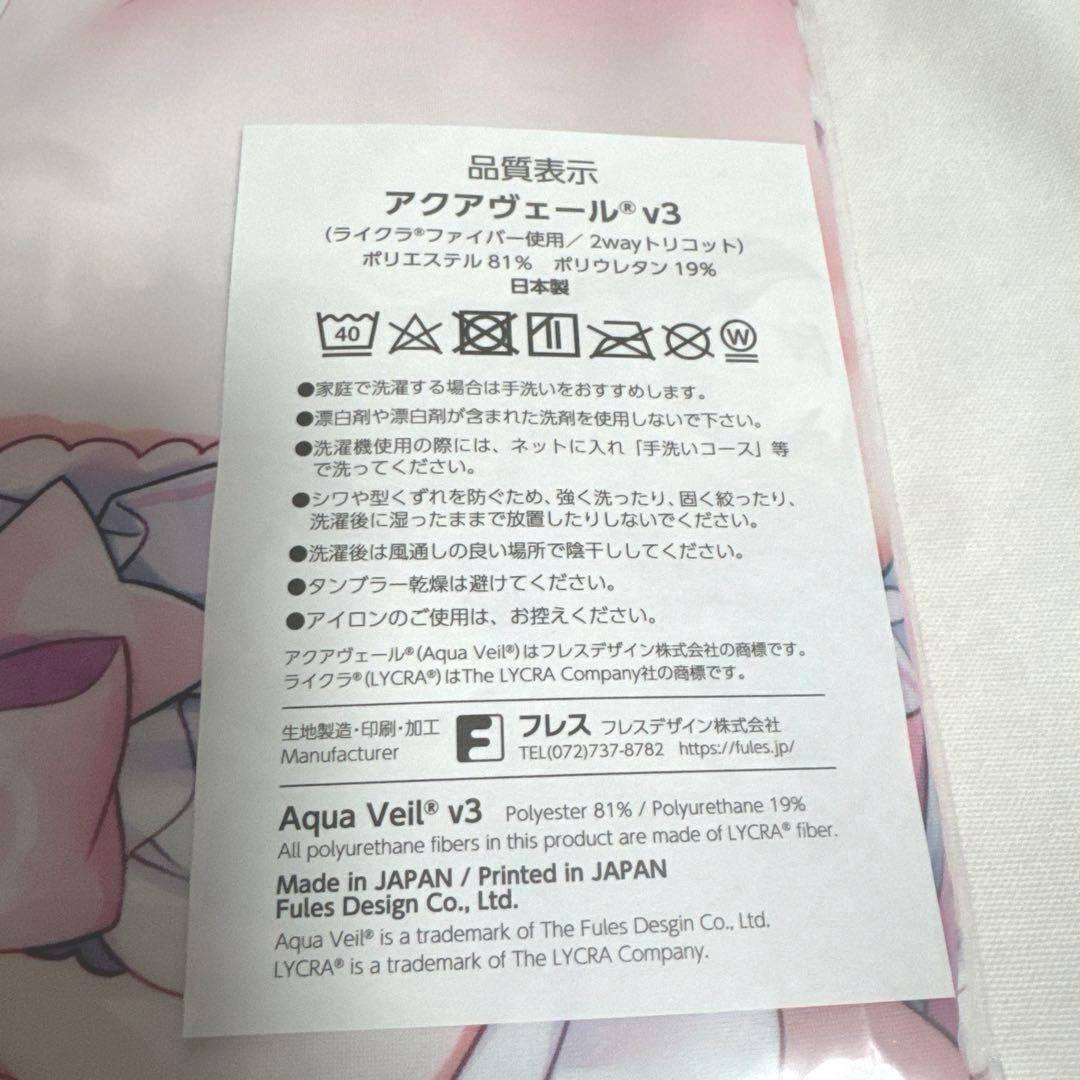 品質表示
アクアヴェール® v3
(ライクラ®ファイバー使用／ 2wayトリコット)
ポリエステル 81%　ポリウレタン 19%
日本製
40 W
●家庭で洗濯する場合は手洗いをおすすめします。
●漂白剤や漂白剤が含まれた洗剤を使用しないで下さい。
●洗濯機使用の際には、ネットに入れ「手洗いコース」等
で洗ってください。
●シワや型くずれを防ぐため、強く洗ったり、固く絞ったり、
洗濯後に湿ったままで放置したりしないでください。
●洗濯後は風通しの良い場所で陰干ししてください。
●タンブラー乾燥は避けてください。
●アイロンのご使用は、お控えください。
アクアヴェール®(Aqua Veil®)はフレスデザイン株式会社の商標です。
ライクラ®(LYCRA®)はThe LYCRA Company社の商標です。
生地製造・印刷・加工
Manufacturer
フレス フレスデザイン株式会社
TEL(072)737-8782 https://fules.jp/
Aqua Veil® v3 Polyester 81% / Polyurethane 19%
All polyurethane fibers in this product are made of LYCRA® fiber.
Made in JAPAN / Printed in JAPAN
Fules Design Co., Ltd.
Aqua Veil® is a trademark of The Fules Desgin Co., Ltd.
LYCRA® is a trademark of The LYCRA Company.